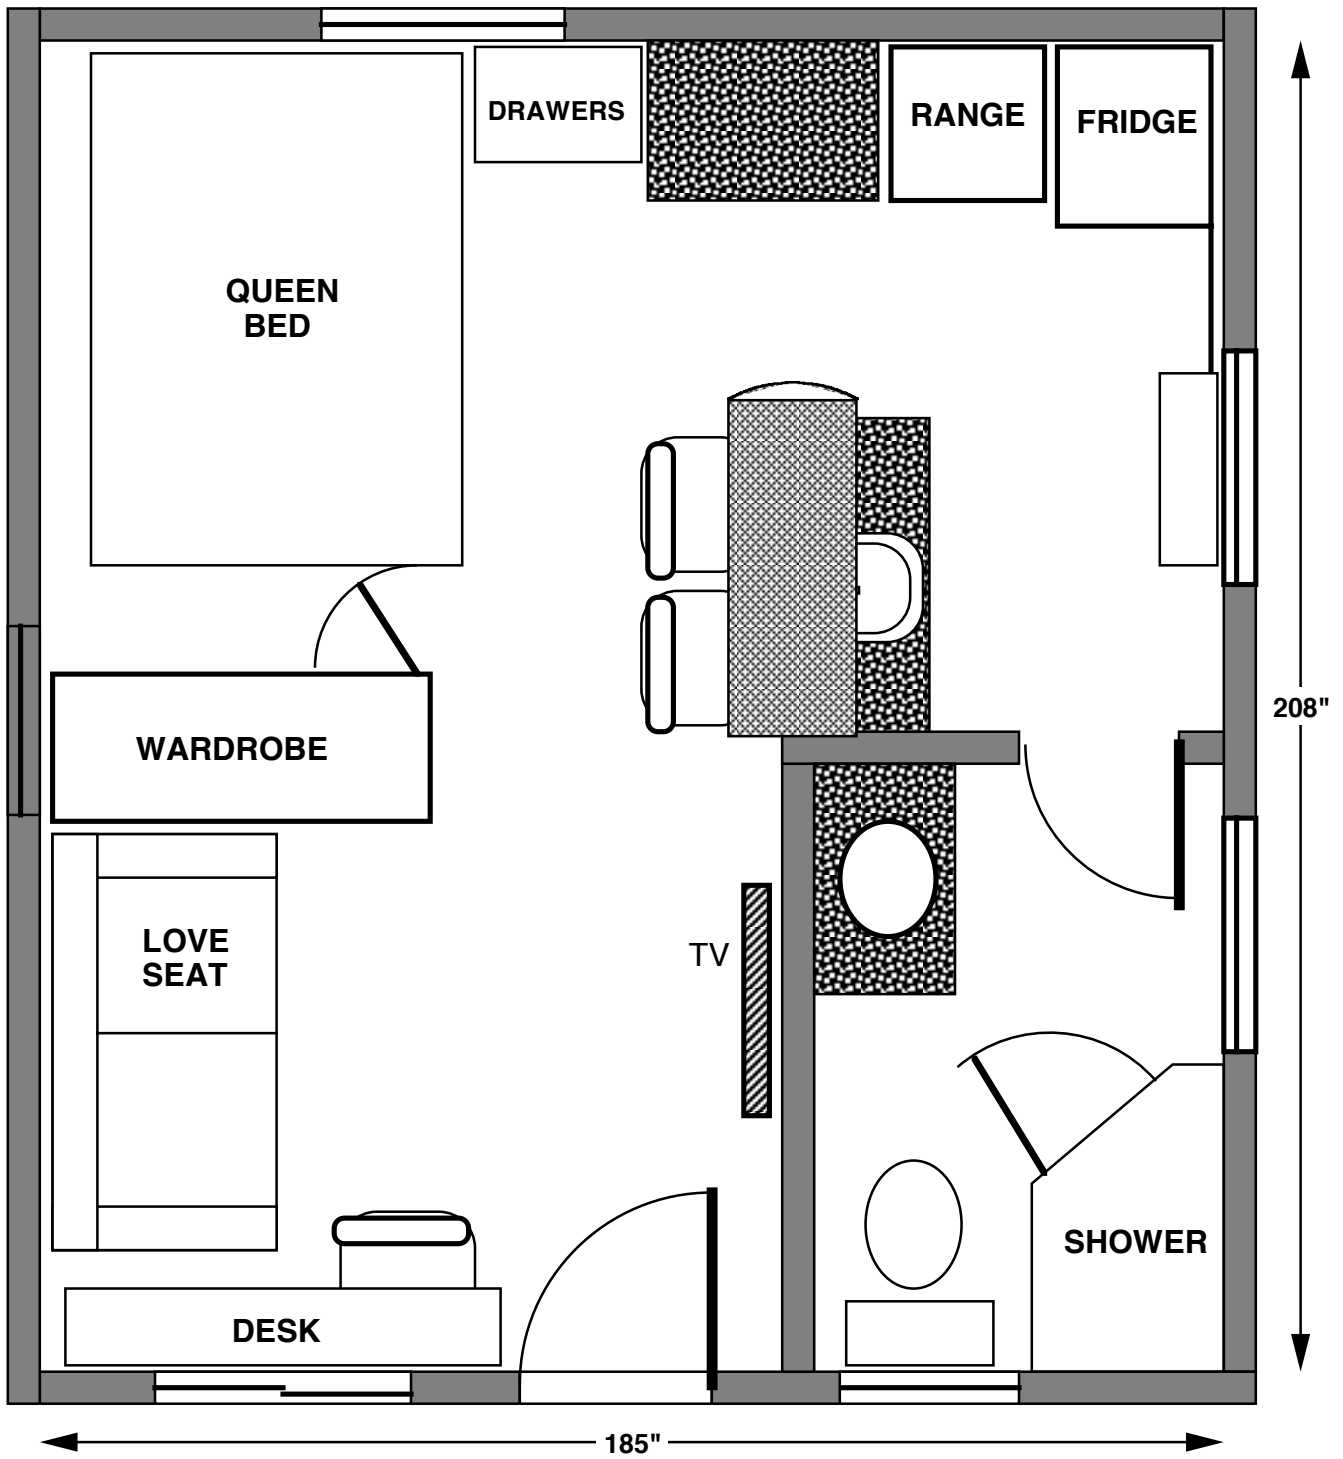 DRAWERS
RANGE
FRIDGE
QUEEN
BED
208"
WARDROBE
LOVE
SEAT
TV
SHOWER
DESK
185"